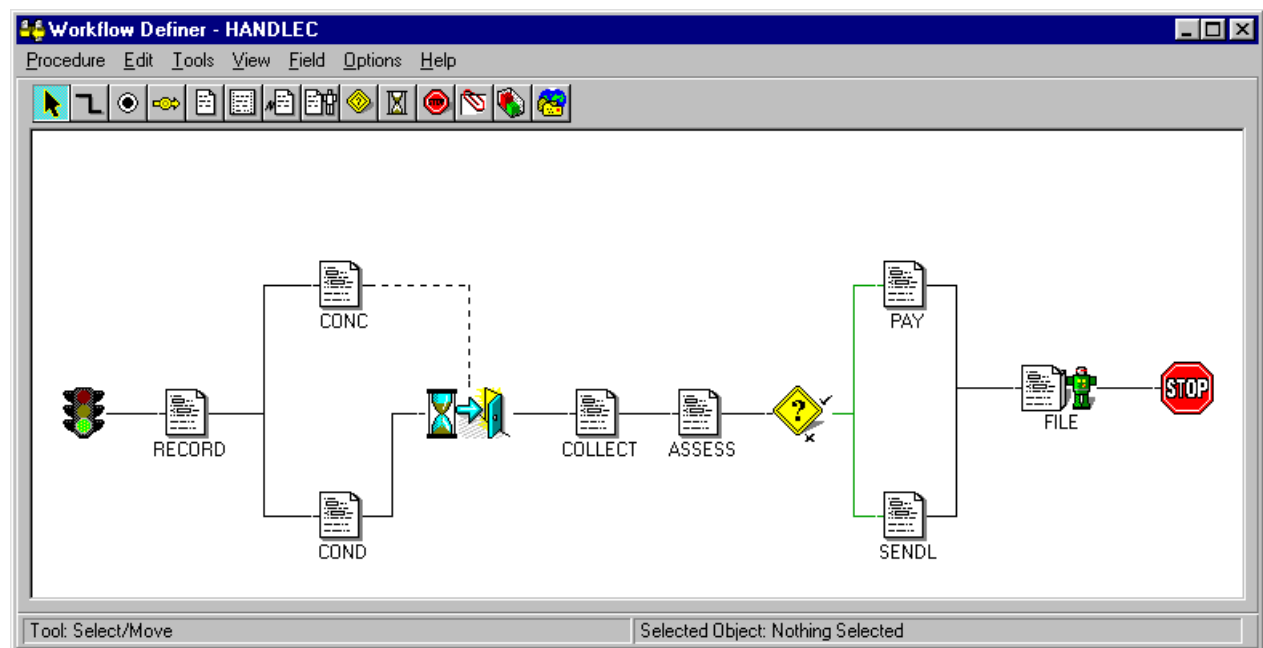 Workflow Definer - HANDLEC
Procedure Edit Tools View Field Options Help
STOP
CONC
PAY
RECORD
COLLECT
ASSESS
?
FILE
STOP
COND
SENDL
Tool: Select/Move
Selected Object: Nothing Selected